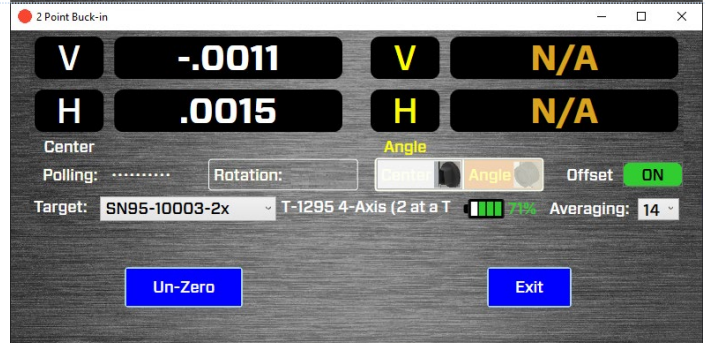 2 Point Buck-in
V -.0011 V N/A
H .0015 H N/A
Center Angle
Polling: .......... Rotation: Center Angle Offset ON
Target: SN95-10003-2x T-1295 4-Axis (2 at a T 71% Averaging: 14
Un-Zero Exit